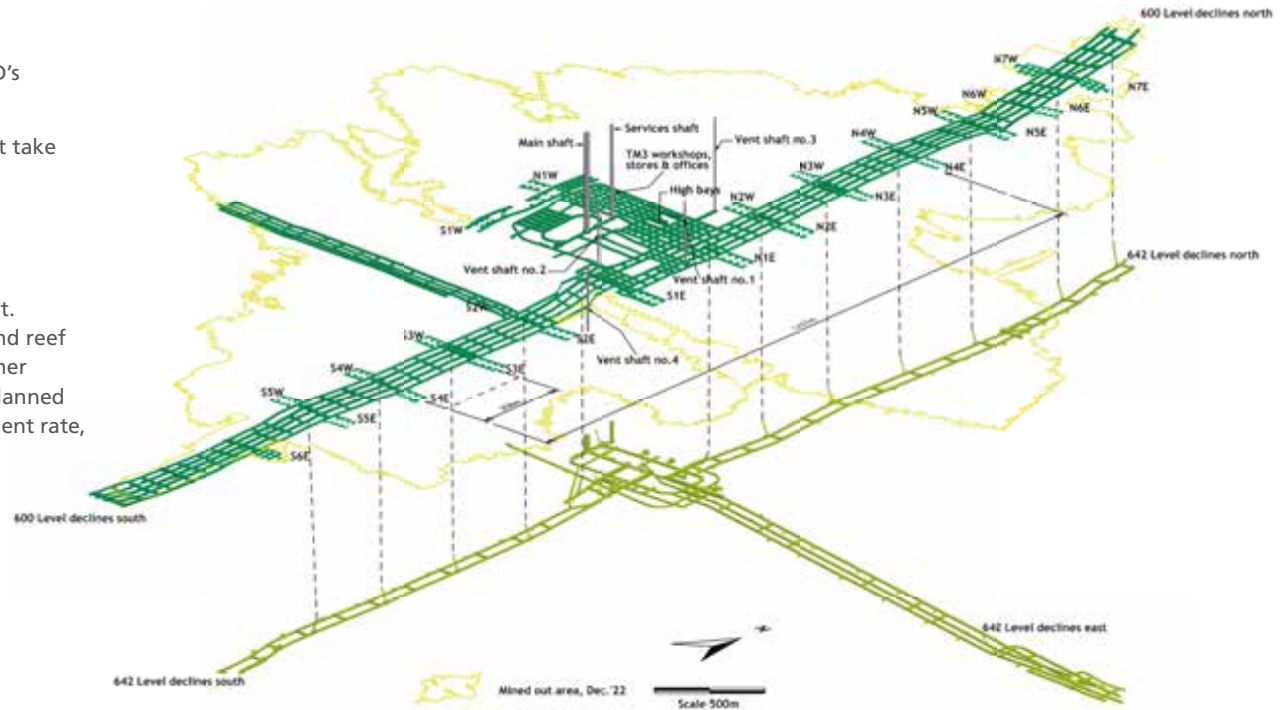 D's
t take
t.
nd reef
ner
lanned
ent rate,
600 Level declines north
N7W
N7E
N6W
N6E
N5W
N5E
N4W
N4E
Services shaft
Main shaft
Vent shaft no.3
TM3 workshops,
stores & offices
N3W
N3E
High bays
N1W
N2W
N2E
S1W
N1E
642 Level declines north
Vent shaft no.2
Vent shaft no.1
S1E
S2W
S2E
Vent shaft no.4
S3W
S3E
S4W
S4E
S5W
S5E
S6E
600 Level declines south
642 Level declines east
642 Level declines south
Mined out area, Dec.'22
Scale 500m